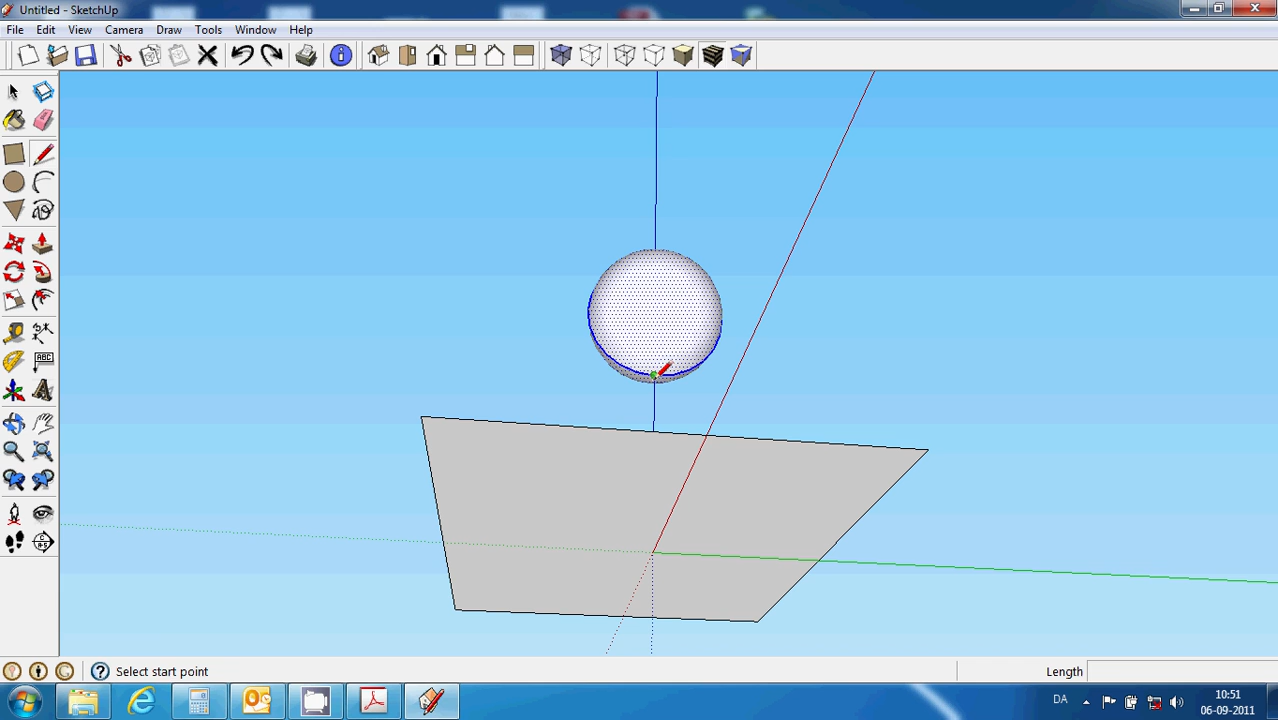 Untitled - SketchUp
File Edit View Camera Draw Tools Window Help
ABC
Select start point
Length
DA
10:51
06-09-2011